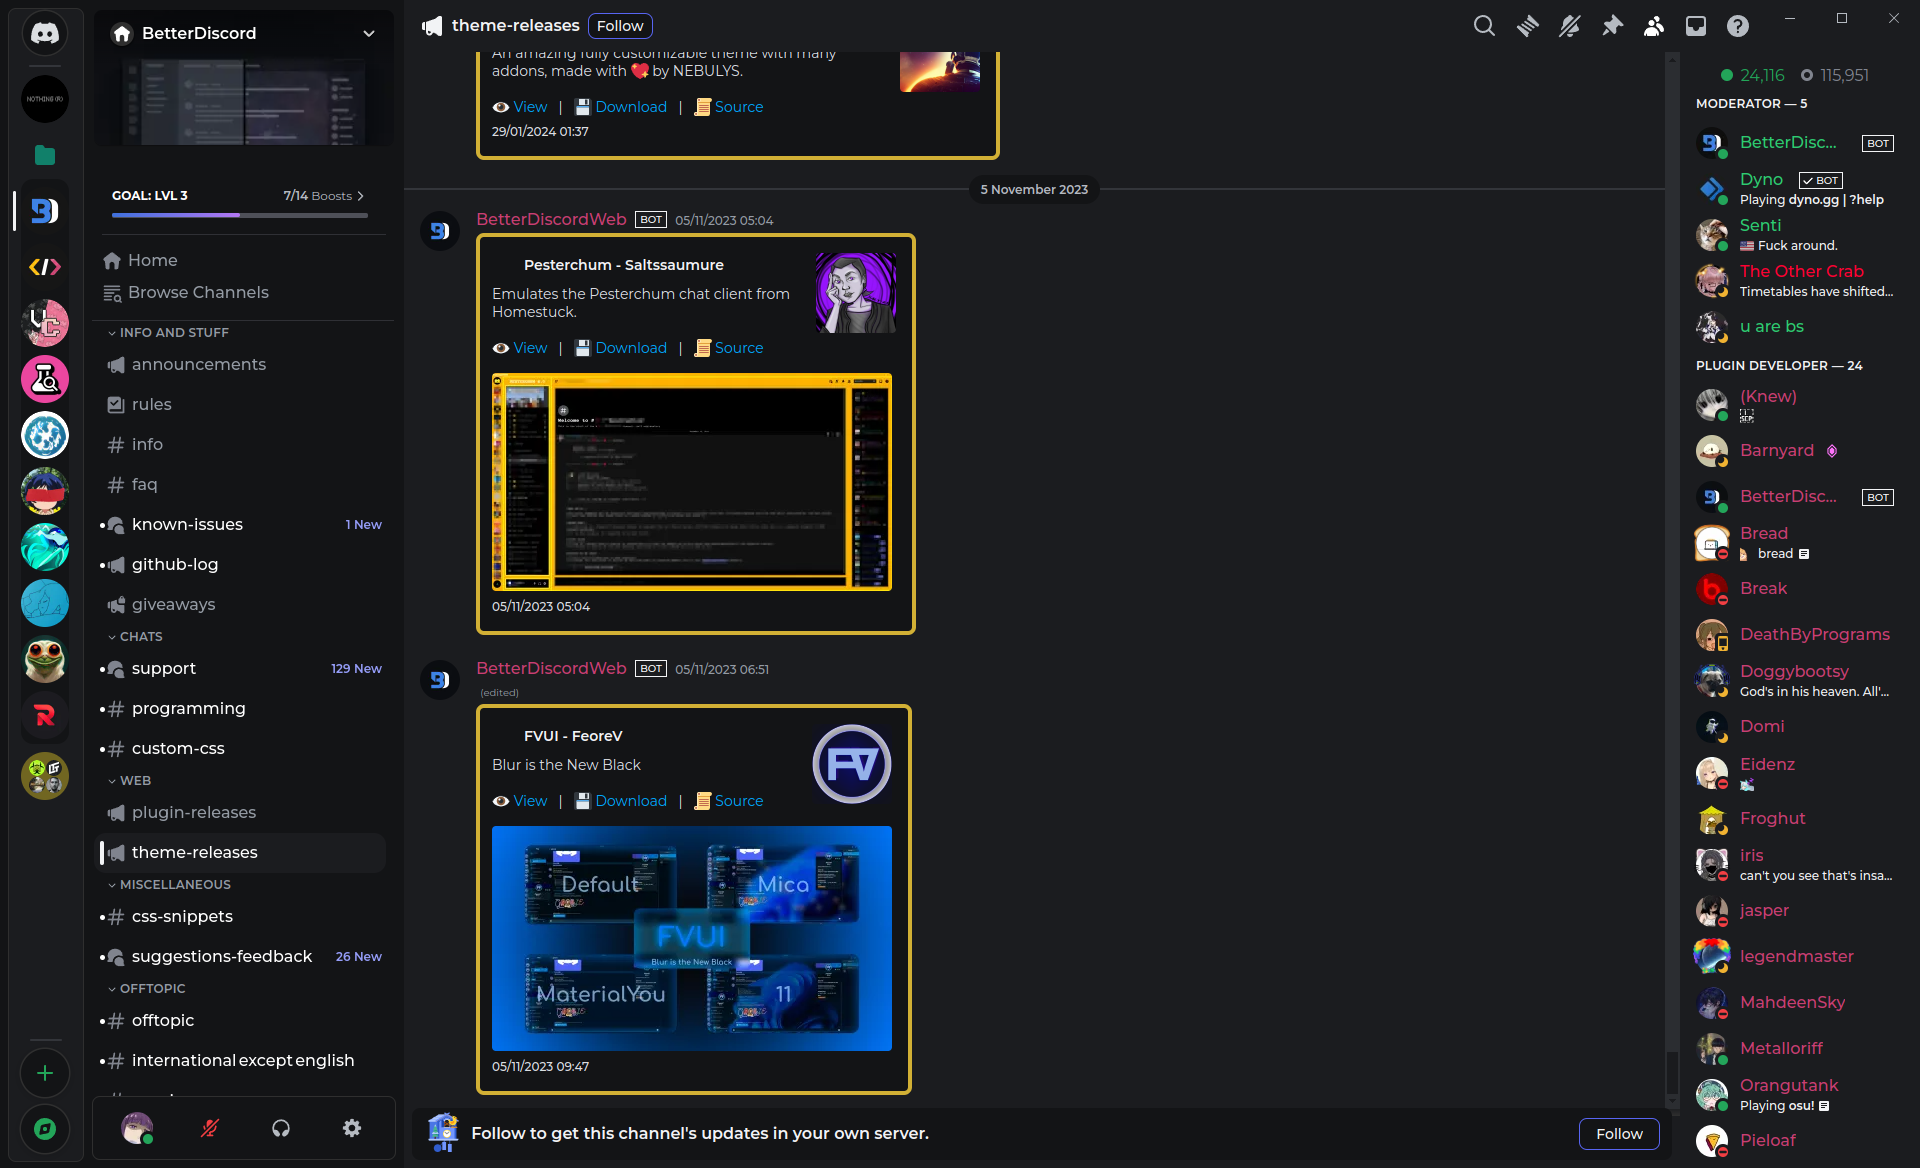 BetterDiscord
NOTHING (R)
GOAL: LVL 3
7/14 Boosts
Home
Browse Channels
INFO AND STUFF
announcements
rules
info
faq
known-issues
1 New
github-log
giveaways
CHATS
support
129 New
programming
custom-css
WEB
plugin-releases
theme-releases
MISCELLANEOUS
css-snippets
suggestions-feedback
26 New
OFFTOPIC
offtopic
international except english
theme-releases
Follow
An amazing fully customizable theme with many
addons, made with 💖 by NEBULYS.
👁️ View | 💾 Download | 📜 Source
29/01/2024 01:37
5 November 2023
BetterDiscordWeb BOT 05/11/2023 05:04
Pesterchum - Saltssaumure
Emulates the Pesterchum chat client from
Homestuck.
👁️ View | 💾 Download | 📜 Source
Welcome to #
05/11/2023 05:04
BetterDiscordWeb BOT 05/11/2023 06:51
(edited)
FVUI - FeoreV
Blur is the New Black
FV
👁️ View | 💾 Download | 📜 Source
Default
Mica
FVUI
Blur is the New Black
MaterialYou
11
05/11/2023 09:47
Follow to get this channel's updates in your own server.
Follow
24,116
115,951
MODERATOR — 5
BetterDisc...
BOT
Dyno
✓ BOT
Playing dyno.gg | ?help
Senti
🇺🇸 Fuck around.
The Other Crab
Timetables have shifted...
u are bs
PLUGIN DEVELOPER — 24
(Knew)
Barnyard
BetterDisc...
BOT
Bread
bread
Break
DeathByPrograms
Doggybootsy
God's in his heaven. All'...
Domi
Eidenz
Froghut
iris
can't you see that's insa...
jasper
legendmaster
MahdeenSky
Metalloriff
Orangutank
Playing osu!
Pieloaf